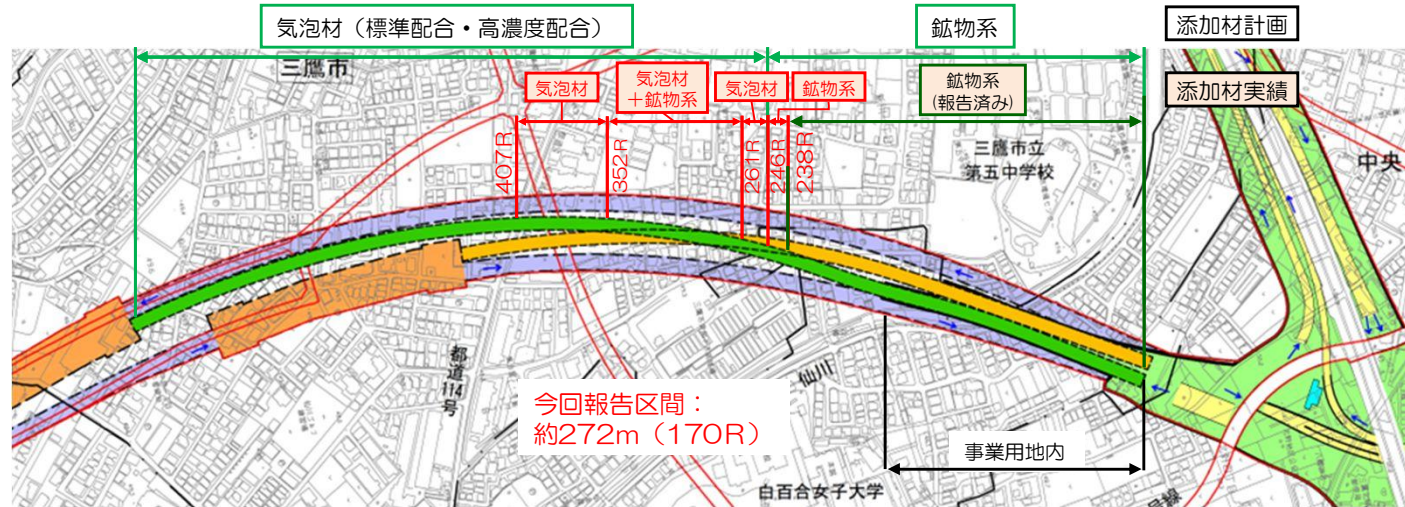 気泡材（標準配合・高濃度配合）
鉱物系
添加材計画
三鷹市
気泡材
気泡材
＋鉱物系
気泡材
鉱物系
鉱物系
(報告済み)
添加材実績
407R
352R
261R
246R
238R
三鷹市立
第五中学校
中央
都道114号
仙川
今回報告区間：
約272m（170R）
事業用地内
白百合女子大学
号線